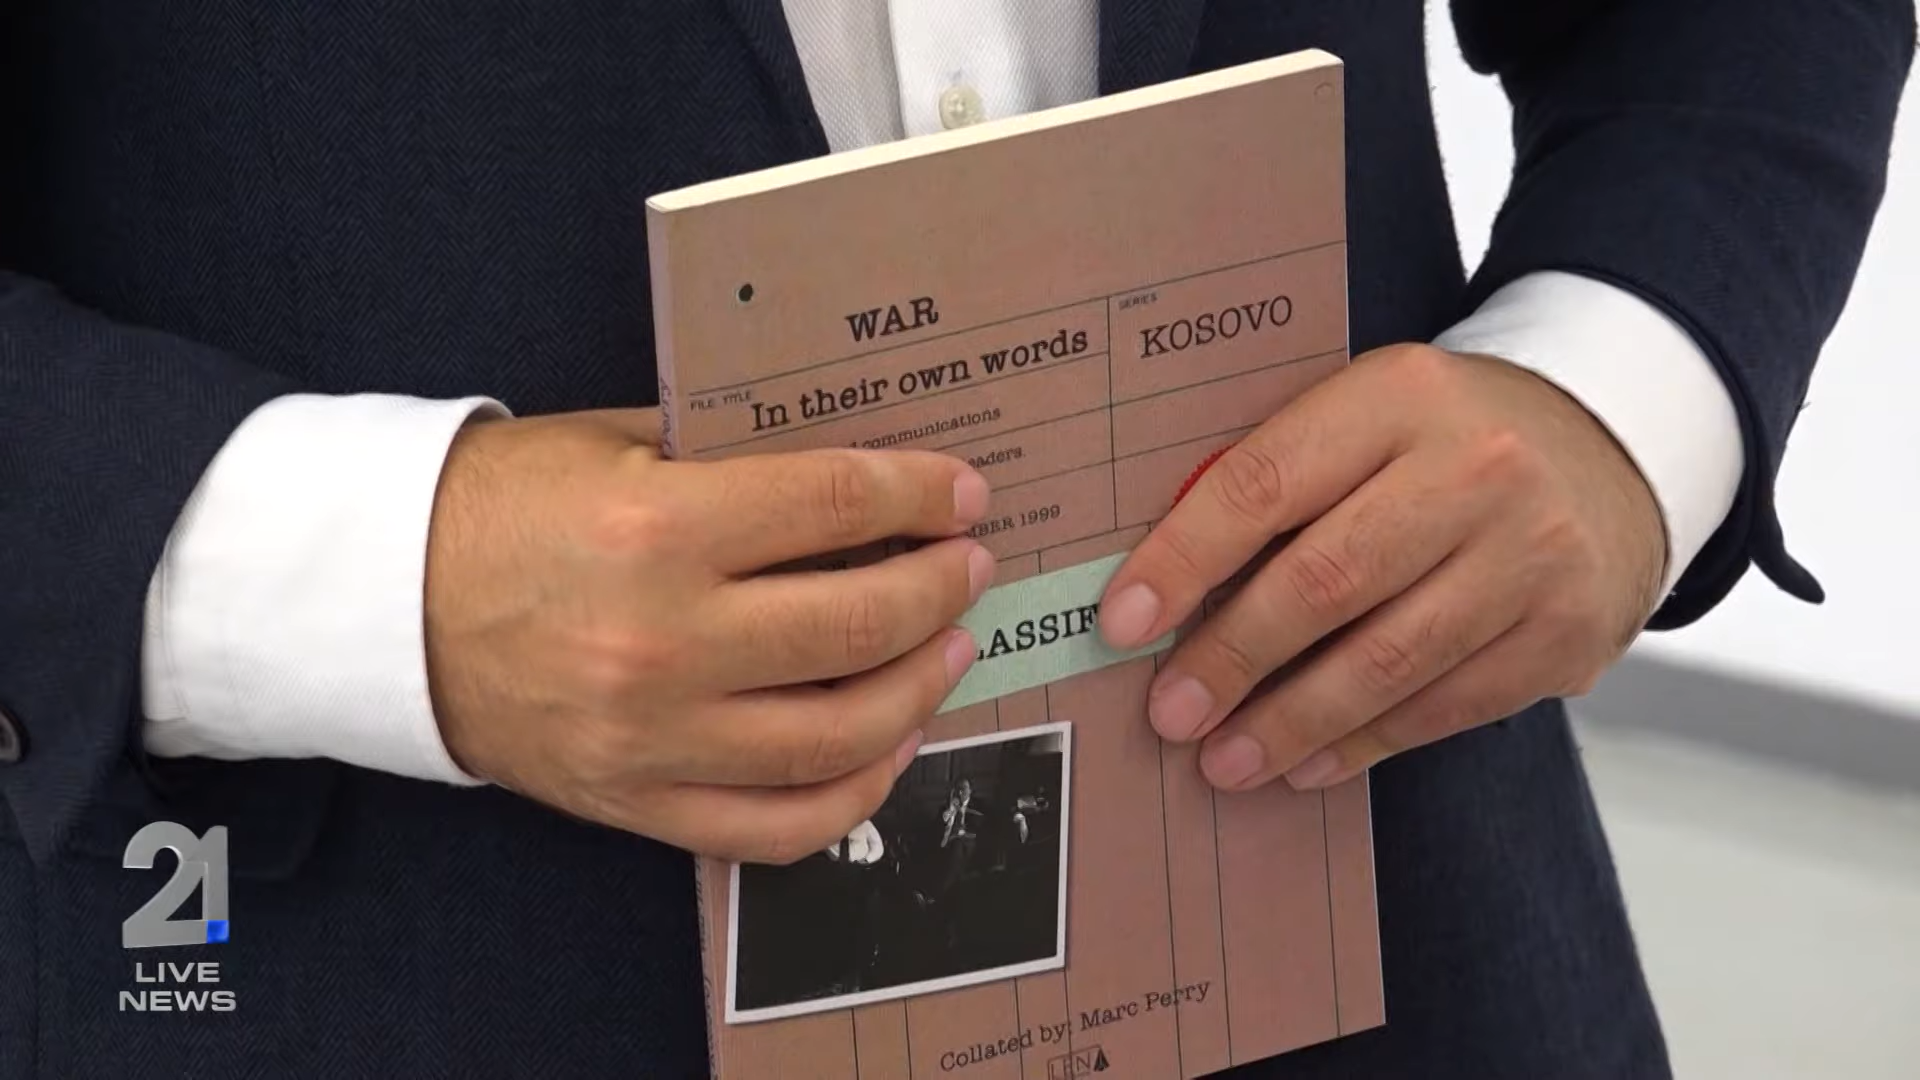 WAR
SERIES
KOSOVO
FILE TITLE
In their own words
communications
MBER 1999
LASSIF
Collated by: Marc Perry
21
LIVE
NEWS